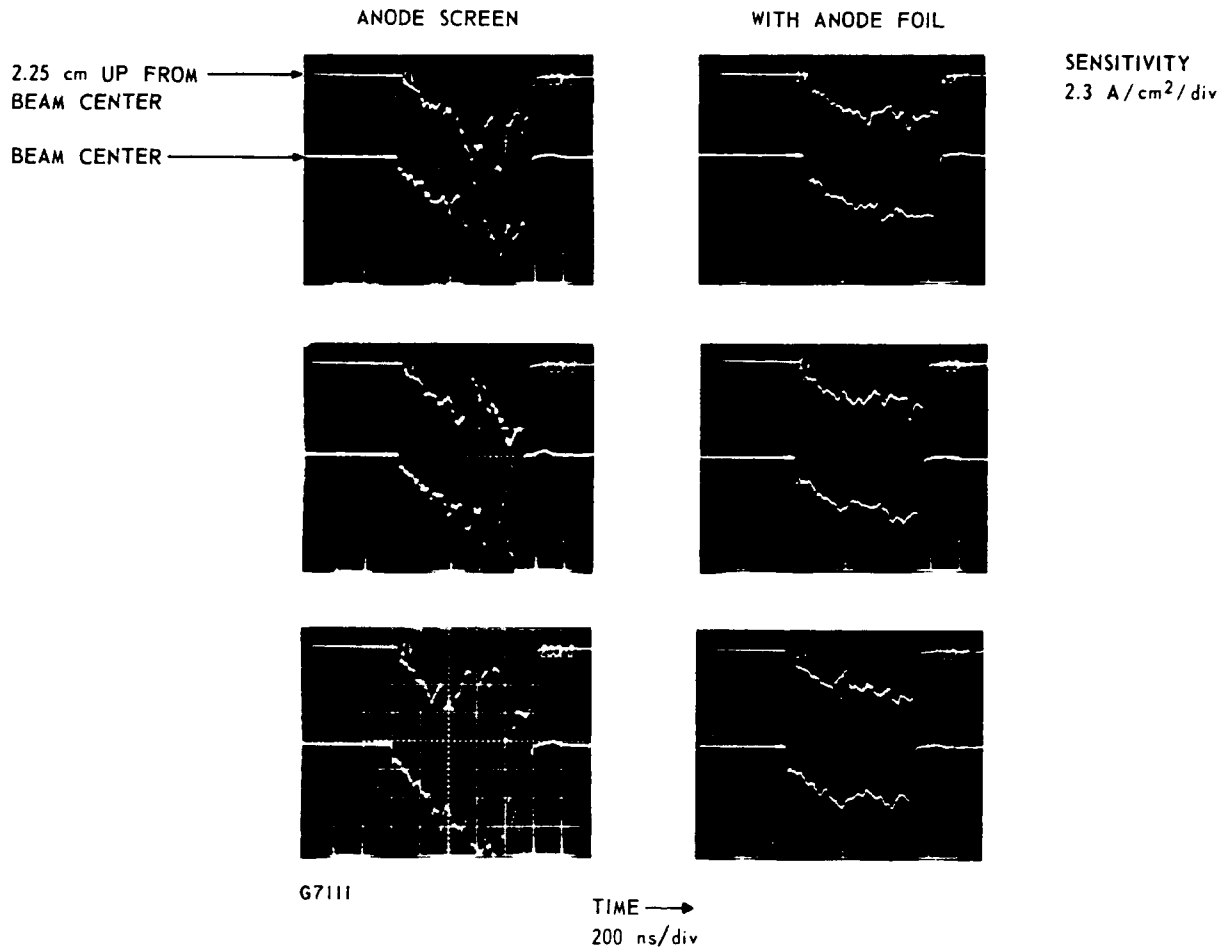 ANODE SCREEN
WITH ANODE FOIL
2.25 cm UP FROM
BEAM CENTER
SENSITIVITY
2.3 A/cm²/div
BEAM CENTER
G7111
TIME
200 ns/div